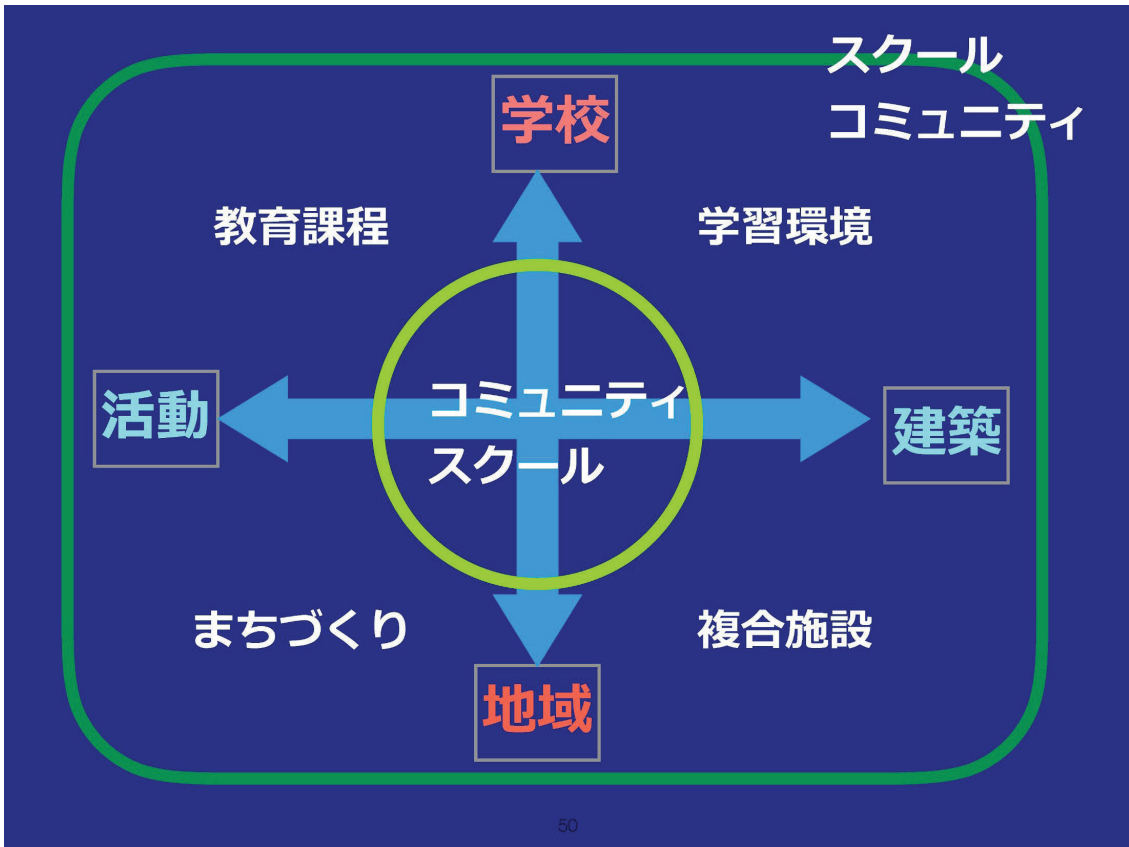 スクール
コミュニティ
学校
教育課程
学習環境
活動
コミュニティ
スクール
建築
まちづくり
複合施設
地域
50